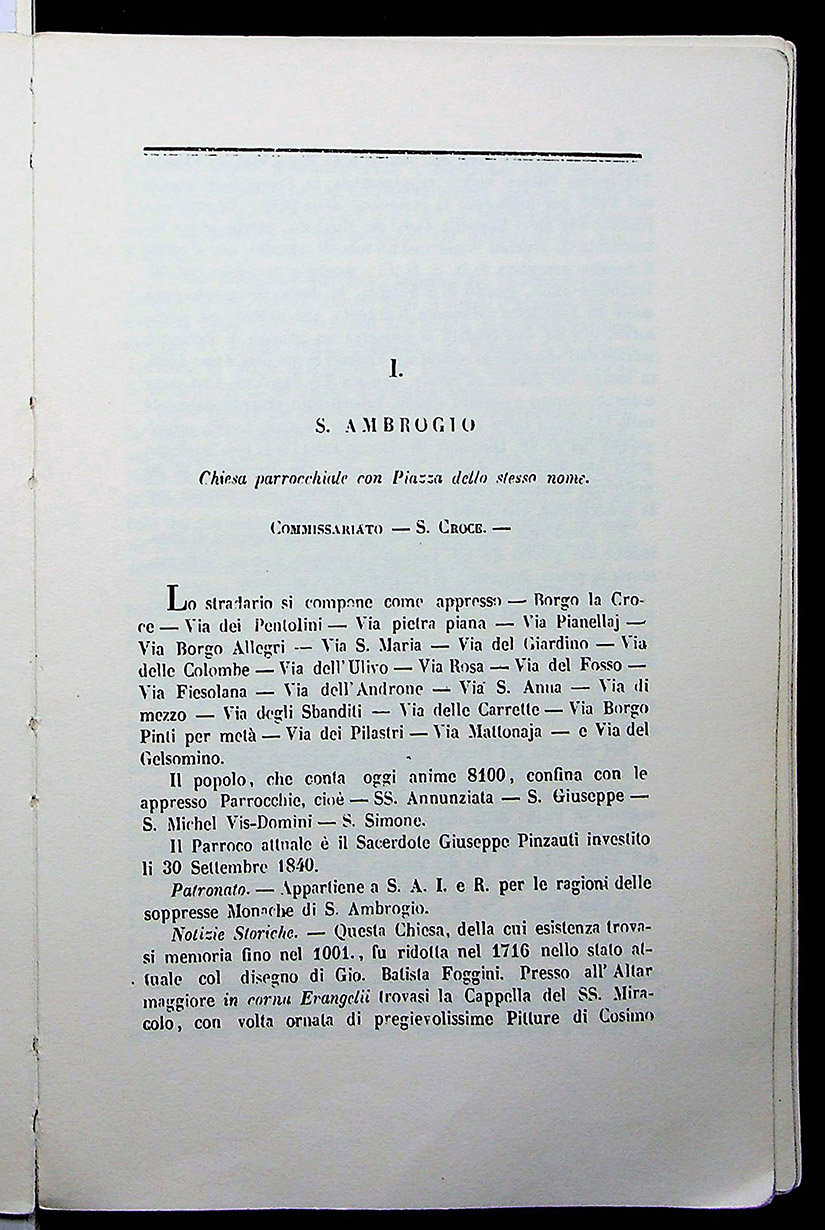 I.
S. AMBROGIO
Chiesa parrocchiale con Piazza dello stesso nome.
COMMISSARIATO — S. CROCE. —
Lo stradario si compone come appresso — Borgo la Cro-
ce — Via dei Pentolini — Via pietra piana — Via Pianellaj —
Via Borgo Allegri — Via S. Maria — Via del Giardino — Via
delle Colombe — Via dell'Ulivo — Via Rosa — Via del Fosso —
Via Fiesolana — Via dell'Androne — Via S. Anna — Via di
mezzo — Via degli Sbanditi — Via delle Carrette — Via Borgo
Pinti per metà — Via dei Pilastri — Via Mattonaja — e Via del
Gelsomino.
Il popolo, che conta oggi anime 8100, confina con le
appresso Parrocchie, cioè — SS. Annunziata — S. Giuseppe —
S. Michel Vis-Domini — S. Simone.
Il Parroco attuale è il Sacerdote Giuseppe Pinzauti investito
li 30 Settembre 1840.
Patronato. — Appartiene a S. A. I. e R. per le ragioni delle
soppresse Monache di S. Ambrogio.
Notizie Storiche. — Questa Chiesa, della cui esistenza trova-
si memoria fino nel 1001., fu ridotta nel 1716 nello stato at-
tuale col disegno di Gio. Batista Foggini. Presso all'Altar
maggiore in cornu Evangelii trovasi la Cappella del SS. Mira-
colo, con volta ornata di pregievolissime Pitture di Cosimo